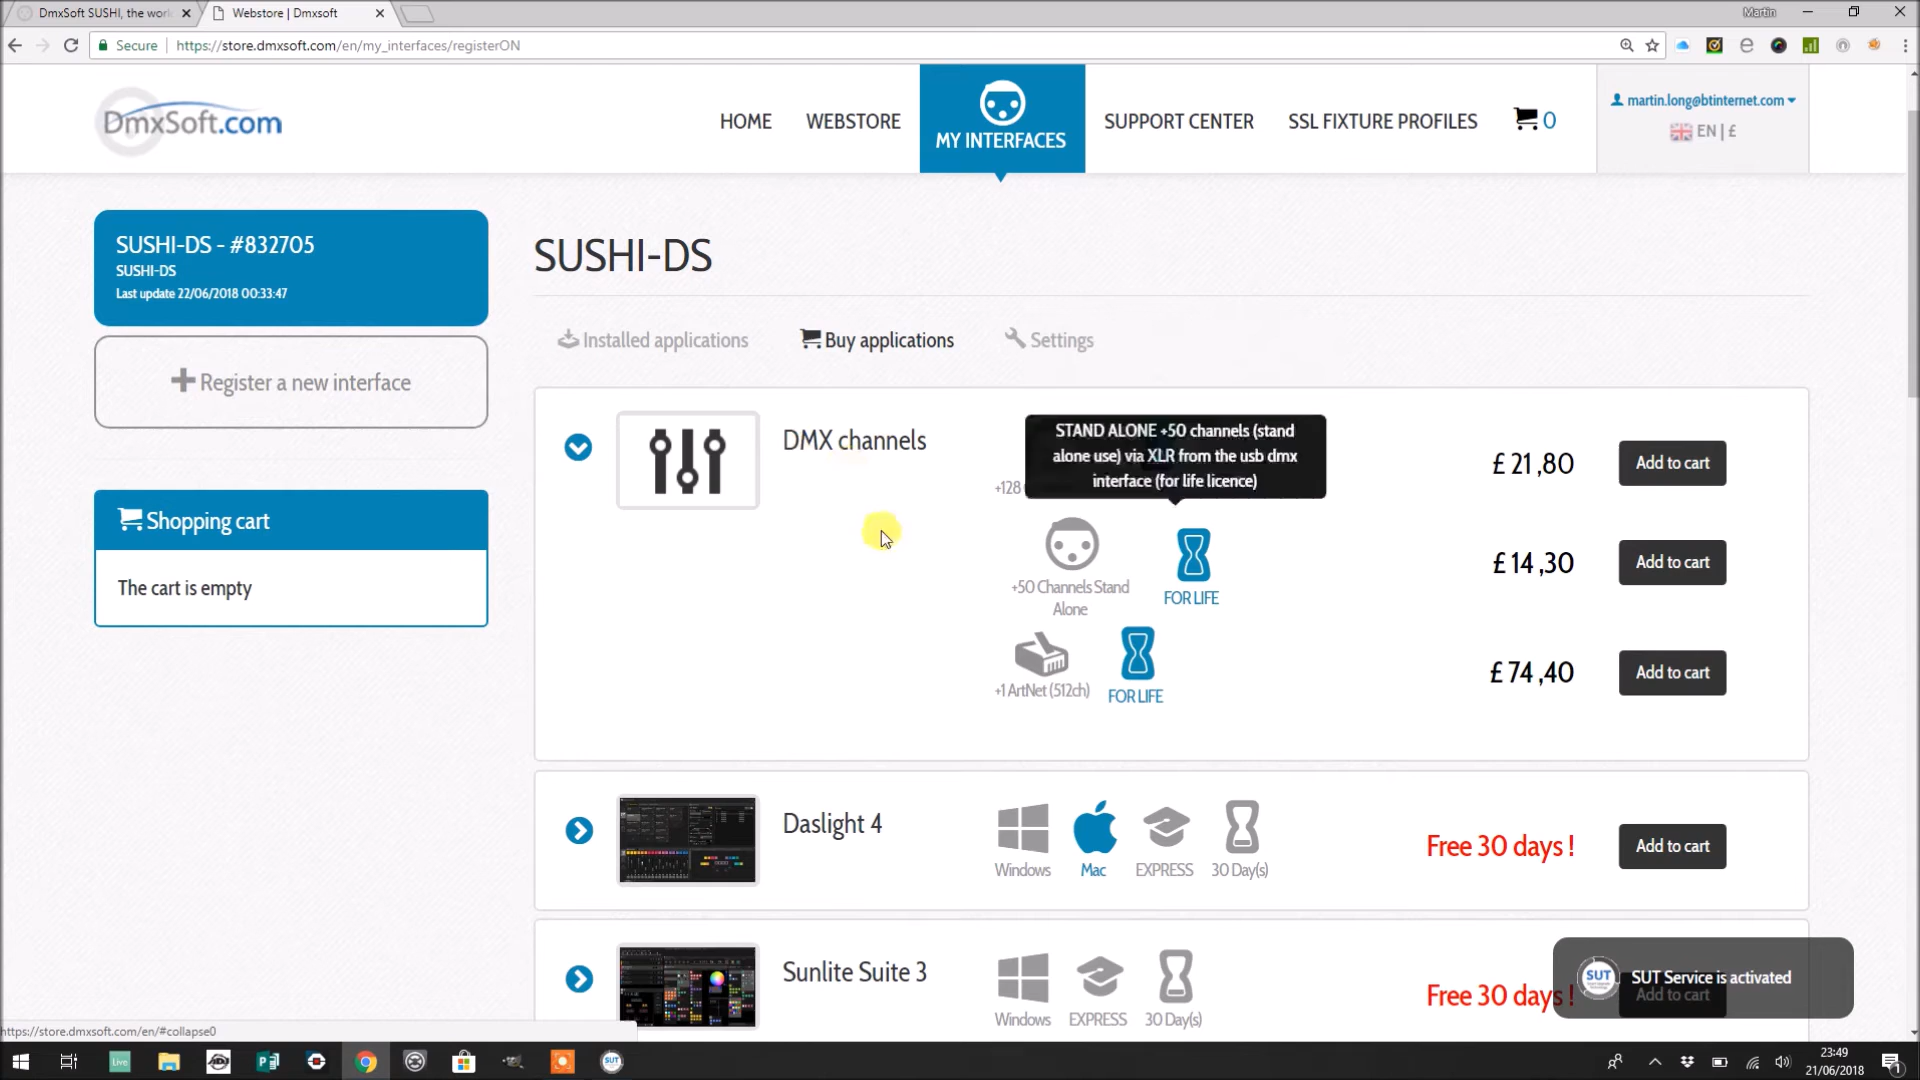 DmxSoft SUSHI, the wor
Webstore | Dmxsoft
Martin
Secure
https://store.dmxsoft.com/en/my_interfaces/registerON
DmxSoft.com
HOME
WEBSTORE
MY INTERFACES
SUPPORT CENTER
SSL FIXTURE PROFILES
0
martin.long@btinternet.com
EN | £
SUSHI-DS - #832705
SUSHI-DS
Last update 22/06/2018 00:33:47
Register a new interface
Shopping cart
The cart is empty
SUSHI-DS
Installed applications
Buy applications
Settings
DMX channels
STAND ALONE +50 channels (stand
alone use) via XLR from the usb dmx
interface (for life licence)
+128
£ 21 ,80
Add to cart
+50 Channels Stand
Alone
FOR LIFE
£ 14 ,30
Add to cart
+1 ArtNet (512ch)
FOR LIFE
£ 74 ,40
Add to cart
Daslight 4
Windows
Mac
EXPRESS
30 Day(s)
Free 30 days !
Add to cart
Sunlite Suite 3
Windows
EXPRESS
30 Day(s)
Free 30 days !
Add to cart
SUT
SUT Service is activated
https://store.dmxsoft.com/en/#collapse0
Live
SUT
23:49
21/06/2018
1